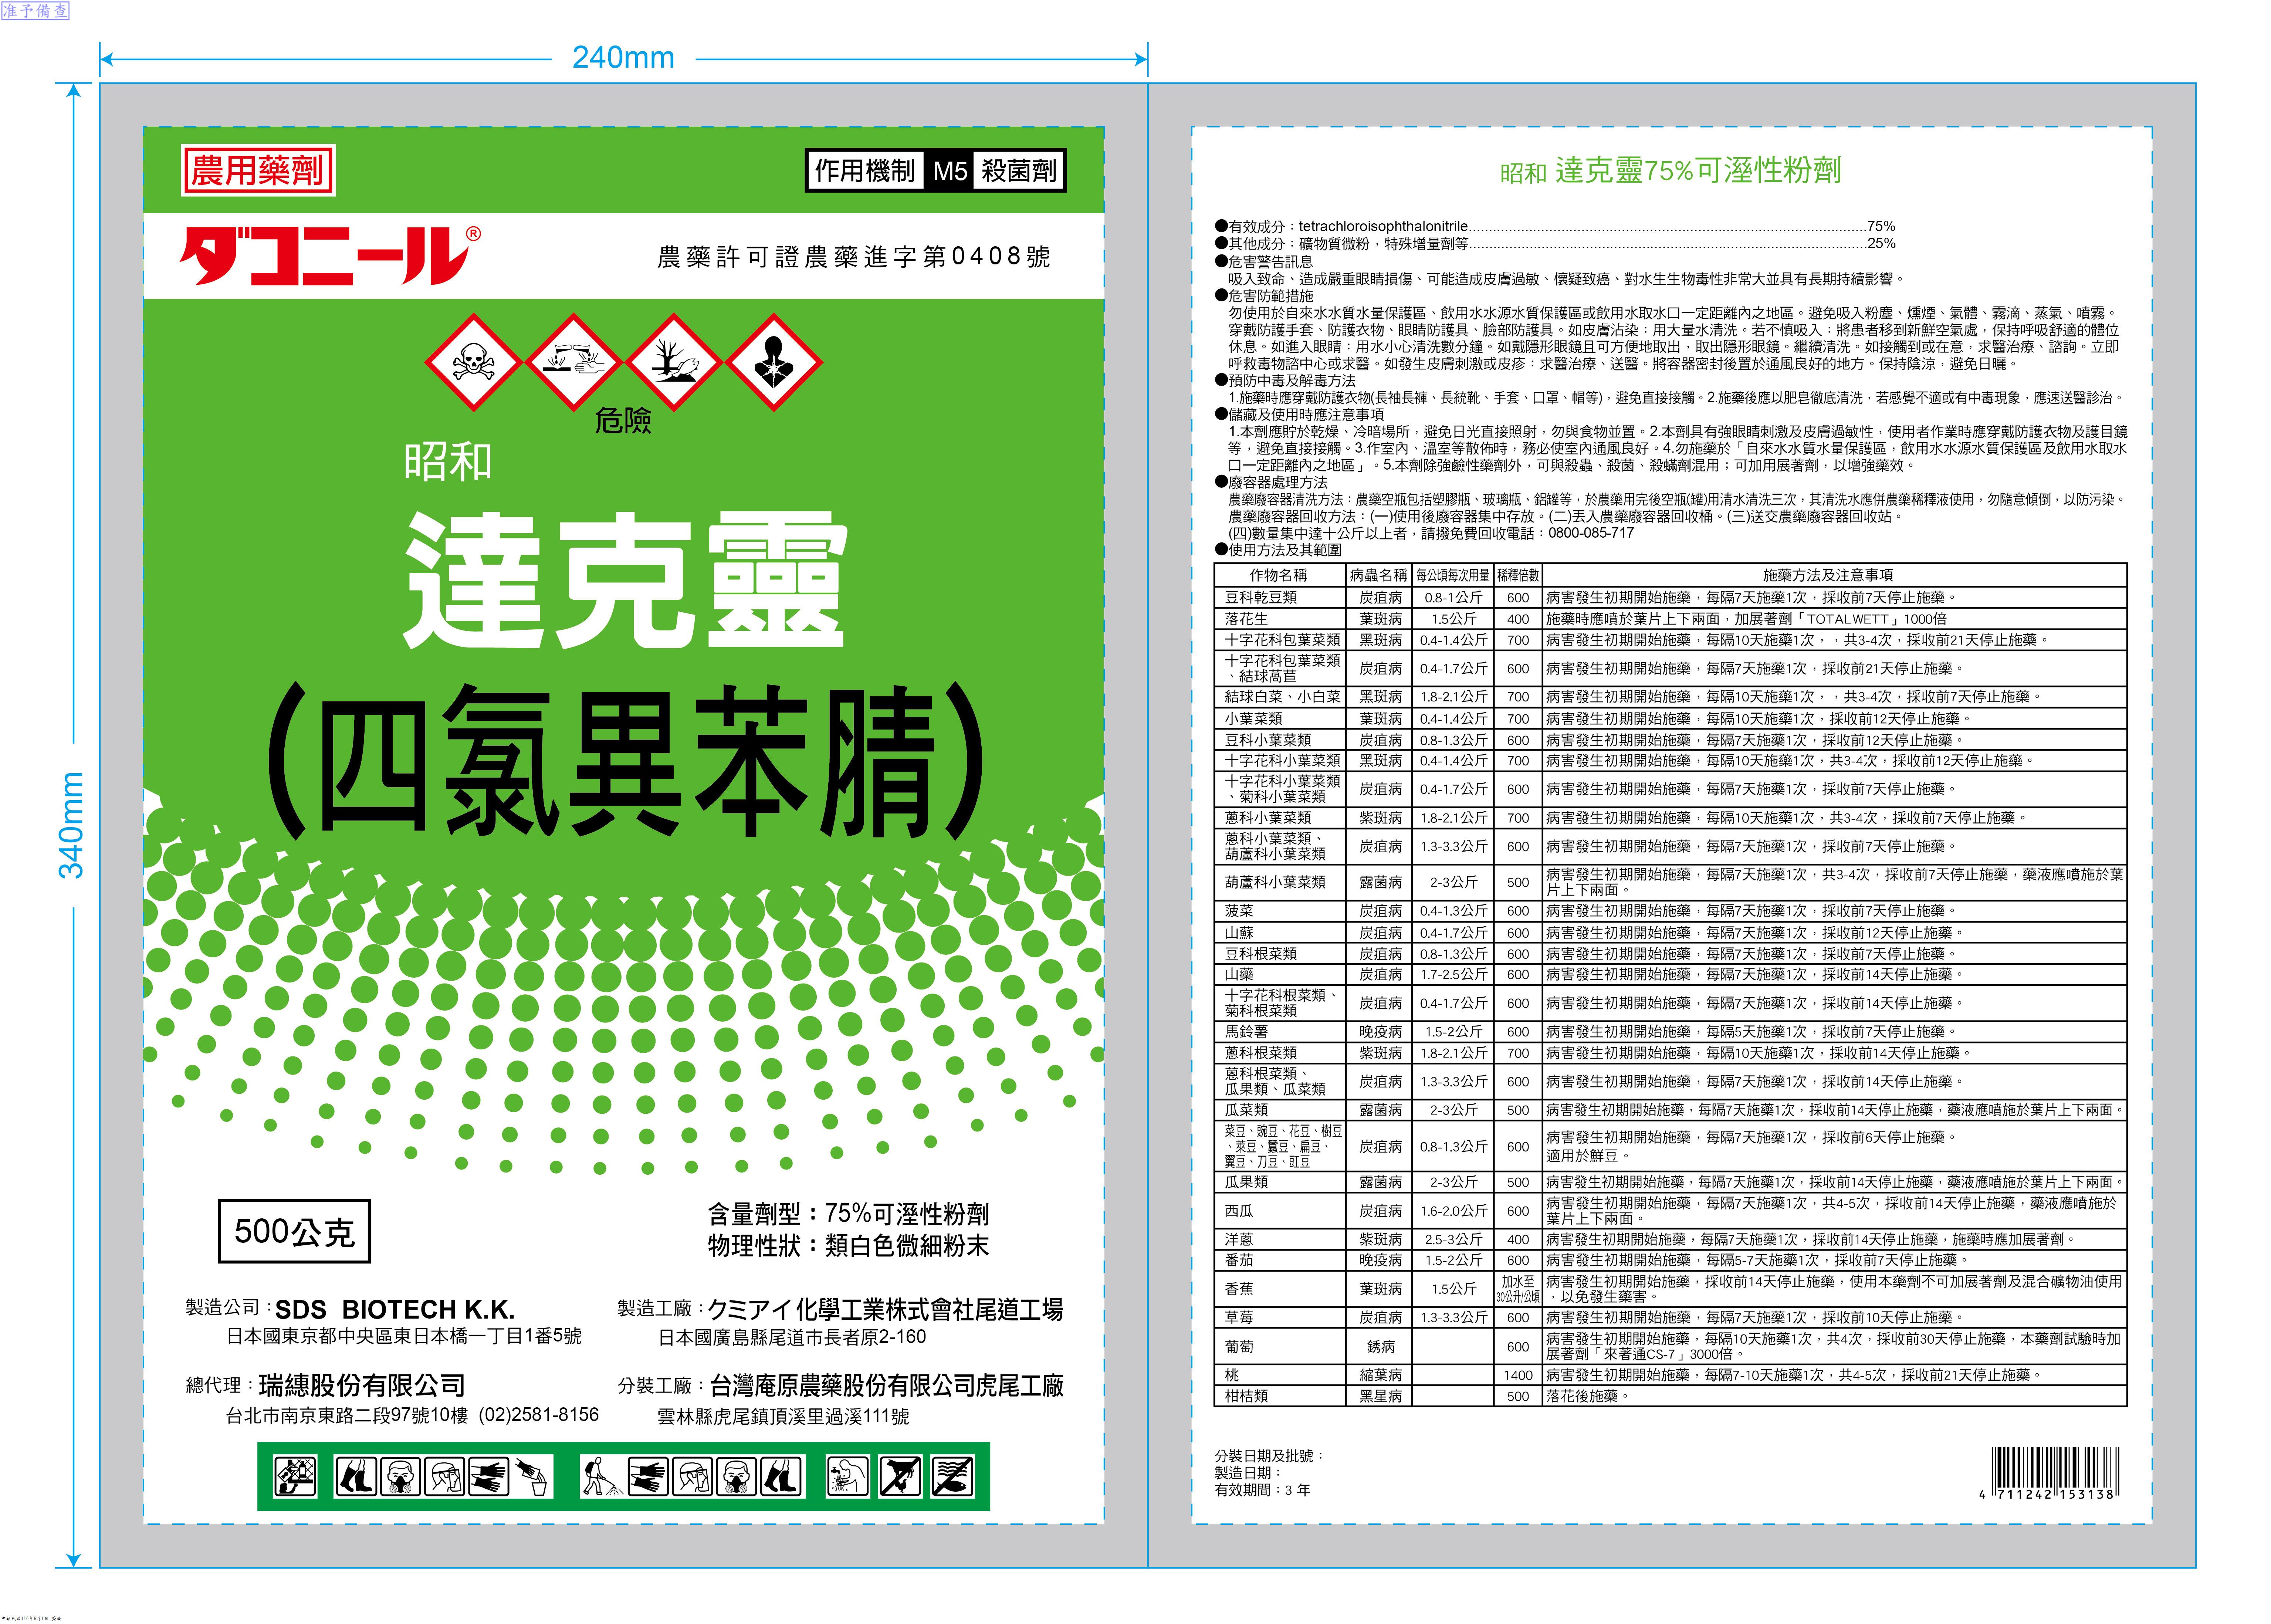 准予備查
240mm
340mm
農用藥劑
作用機制 M5 殺菌劑
ダコニール®
農藥許可證農藥進字第0408號
危險
昭和
達克靈
(四氯異苯腈)
500公克
含量劑型：75%可溼性粉劑
物理性狀：類白色微細粉末
製造公司：SDS BIOTECH K.K.
日本國東京都中央區東日本橋一丁目1番5號
製造工廠：クミアイ化學工業株式會社尾道工場
日本國廣島縣尾道市長者原2-160
總代理：瑞繐股份有限公司
台北市南京東路二段97號10樓 (02)2581-8156
分裝工廠：台灣庵原農藥股份有限公司虎尾工廠
雲林縣虎尾鎮頂溪里過溪111號
昭和 達克靈75%可溼性粉劑
●有效成分：tetrachloroisophthalonitrile....................75%
●其他成分：礦物質微粉，特殊增量劑等....................25%
●危害警告訊息
吸入致命、造成嚴重眼睛損傷、可能造成皮膚過敏、懷疑致癌、對水生生物毒性非常大並具有長期持續影響。
●危害防範措施
勿使用於自來水水質水量保護區、飲用水水源水質保護區或飲用水取水口一定距離內之地區。避免吸入粉塵、燻煙、氣體、霧滴、蒸氣、噴霧。
穿戴防護手套、防護衣物、眼睛防護具、臉部防護具。如皮膚沾染：用大量水清洗。若不慎吸入：將患者移到新鮮空氣處，保持呼吸舒適的體位
休息。如進入眼睛：用水小心清洗數分鐘。如戴隱形眼鏡且可方便地取出，取出隱形眼鏡。繼續清洗。如接觸到或在意，求醫治療、諮詢。立即
呼救毒物諮中心或求醫。如發生皮膚刺激或皮疹：求醫治療、送醫。將容器密封後置於通風良好的地方。保持陰涼，避免日曬。
●預防中毒及解毒方法
1.施藥時應穿戴防護衣物(長袖長褲、長統靴、手套、口罩、帽等)，避免直接接觸。2.施藥後應以肥皂徹底清洗，若感覺不適或有中毒現象，應速送醫診治。
●儲藏及使用時應注意事項
1.本劑應貯於乾燥、冷暗場所，避免日光直接照射，勿與食物並置。2.本劑具有強眼睛刺激及皮膚過敏性，使用者作業時應穿戴防護衣物及護目鏡
等，避免直接接觸。3.作室內、溫室等散佈時，務必使室內通風良好。4.勿施藥於「自來水水質水量保護區，飲用水水源水質保護區及飲用水取水
口一定距離內之地區」。5.本劑除強鹼性藥劑外，可與殺蟲、殺菌、殺蟎劑混用；可加用展著劑，以增強藥效。
●廢容器處理方法
農藥廢容器清洗方法：農藥空瓶包括塑膠瓶、玻璃瓶、鋁罐等，於農藥用完後空瓶(罐)用清水清洗三次，其清洗水應併農藥稀釋液使用，勿隨意傾倒，以防污染。
農藥廢容器回收方法：(一)使用後廢容器集中存放。(二)丟入農藥廢容器回收桶。(三)送交農藥廢容器回收站。
(四)數量集中達十公斤以上者，請撥免費回收電話：0800-085-717
●使用方法及其範圍
作物名稱 病蟲名稱 每公頃每次用量 稀釋倍數 施藥方法及注意事項
豆科乾豆類 炭疽病 0.8-1公斤 600 病害發生初期開始施藥，每隔7天施藥1次，採收前7天停止施藥。
落花生 葉斑病 1.5公斤 400 施藥時應噴於葉片上下兩面，加展著劑「TOTALWETT」1000倍
十字花科包葉菜類 黑斑病 0.4-1.4公斤 700 病害發生初期開始施藥，每隔10天施藥1次，，共3-4次，採收前21天停止施藥。
十字花科包葉菜類
、結球萵苣 炭疽病 0.4-1.7公斤 600 病害發生初期開始施藥，每隔7天施藥1次，採收前21天停止施藥。
結球白菜、小白菜 黑斑病 1.8-2.1公斤 700 病害發生初期開始施藥，每隔10天施藥1次，，共3-4次，採收前7天停止施藥。
小葉菜類 葉斑病 0.4-1.4公斤 700 病害發生初期開始施藥，每隔10天施藥1次，採收前12天停止施藥。
豆科小葉菜類 炭疽病 0.8-1.3公斤 600 病害發生初期開始施藥，每隔7天施藥1次，採收前12天停止施藥。
十字花科小葉菜類 黑斑病 0.4-1.4公斤 700 病害發生初期開始施藥，每隔10天施藥1次，共3-4次，採收前12天停止施藥。
十字花科小葉菜類
、菊科小葉菜類 炭疽病 0.4-1.7公斤 600 病害發生初期開始施藥，每隔7天施藥1次，採收前7天停止施藥。
蔥科小葉菜類 紫斑病 1.8-2.1公斤 700 病害發生初期開始施藥，每隔10天施藥1次，共3-4次，採收前7天停止施藥。
蔥科小葉菜類、
葫蘆科小葉菜類 炭疽病 1.3-3.3公斤 600 病害發生初期開始施藥，每隔7天施藥1次，採收前7天停止施藥。
葫蘆科小葉菜類 露菌病 2-3公斤 500 病害發生初期開始施藥，每隔7天施藥1次，共3-4次，採收前7天停止施藥，藥液應噴施於葉
片上下兩面。
菠菜 炭疽病 0.4-1.3公斤 600 病害發生初期開始施藥，每隔7天施藥1次，採收前7天停止施藥。
山蘇 炭疽病 0.4-1.7公斤 600 病害發生初期開始施藥，每隔7天施藥1次，採收前12天停止施藥。
豆科根菜類 炭疽病 0.8-1.3公斤 600 病害發生初期開始施藥，每隔7天施藥1次，採收前7天停止施藥。
山藥 炭疽病 1.7-2.5公斤 600 病害發生初期開始施藥，每隔7天施藥1次，採收前14天停止施藥。
十字花科根菜類、
菊科根菜類 炭疽病 0.4-1.7公斤 600 病害發生初期開始施藥，每隔7天施藥1次，採收前14天停止施藥。
馬鈴薯 晚疫病 1.5-2公斤 600 病害發生初期開始施藥，每隔5天施藥1次，採收前7天停止施藥。
蔥科根菜類 紫斑病 1.8-2.1公斤 700 病害發生初期開始施藥，每隔10天施藥1次，採收前14天停止施藥。
蔥科根菜類、
瓜果類、瓜菜類 炭疽病 1.3-3.3公斤 600 病害發生初期開始施藥，每隔7天施藥1次，採收前14天停止施藥。
瓜菜類 露菌病 2-3公斤 500 病害發生初期開始施藥，每隔7天施藥1次，採收前14天停止施藥，藥液應噴施於葉片上下兩面。
菜豆、豌豆、花豆、樹豆
、萊豆、蠶豆、扁豆、
翼豆、刀豆、豇豆 炭疽病 0.8-1.3公斤 600 病害發生初期開始施藥，每隔7天施藥1次，採收前6天停止施藥。
適用於鮮豆。
瓜果類 露菌病 2-3公斤 500 病害發生初期開始施藥，每隔7天施藥1次，採收前14天停止施藥，藥液應噴施於葉片上下兩面。
西瓜 炭疽病 1.6-2.0公斤 600 病害發生初期開始施藥，每隔7天施藥1次，共4-5次，採收前14天停止施藥，藥液應噴施於
葉片上下兩面。
洋蔥 紫斑病 2.5-3公斤 400 病害發生初期開始施藥，每隔7天施藥1次，採收前14天停止施藥，施藥時應加展著劑。
番茄 晚疫病 1.5-2公斤 600 病害發生初期開始施藥，每隔5-7天施藥1次，採收前7天停止施藥。
香蕉 葉斑病 1.5公斤 加水至
30公升/公頃 病害發生初期開始施藥，採收前14天停止施藥，使用本藥劑不可加展著劑及混合礦物油使用
，以免發生藥害。
草莓 炭疽病 1.3-3.3公斤 600 病害發生初期開始施藥，每隔7天施藥1次，採收前10天停止施藥。
葡萄 銹病 600 病害發生初期開始施藥，每隔10天施藥1次，共4次，採收前30天停止施藥，本藥劑試驗時加
展著劑「來著通CS-7」3000倍。
桃 縮葉病 1400 病害發生初期開始施藥，每隔7-10天施藥1次，共4-5次，採收前21天停止施藥。
柑桔類 黑星病 500 落花後施藥。
分裝日期及批號：
製造日期：
有效期間：3 年
4 711242 153138